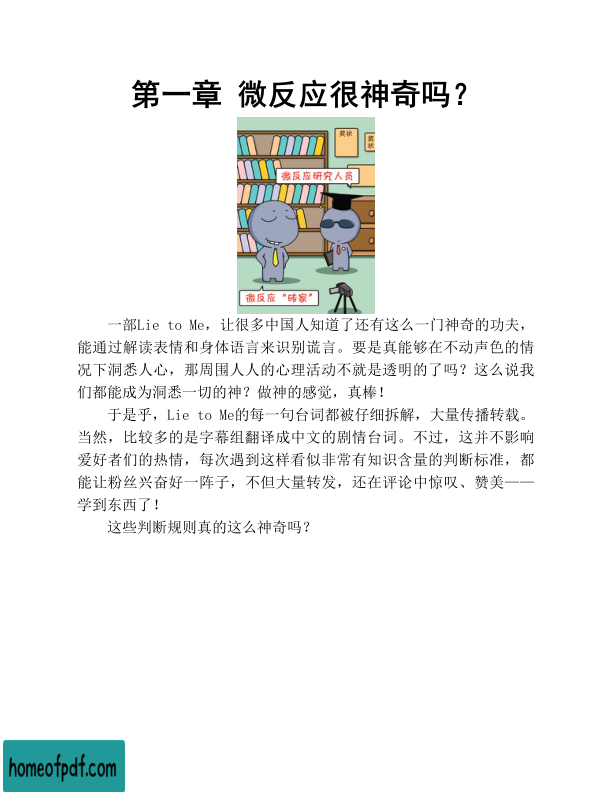 第一章 微反应很神奇吗？
奖状
奖状
微反应研究人员
微反应“砖家”
一部Lie to Me，让很多中国人知道了还有这么一门神奇的功夫，
能通过解读表情和身体语言来识别谎言。要是真能够在不动声色的情
况下洞悉人心，那周围人人的心理活动不就是透明的了吗？这么说我
们都能成为洞悉一切的神？做神的感觉，真棒！
于是乎，Lie to Me的每一句台词都被仔细拆解，大量传播转载。
当然，比较多的是字幕组翻译成中文的剧情台词。不过，这并不影响
爱好者们的热情，每次遇到这样看似非常有知识含量的判断标准，都
能让粉丝兴奋好一阵子，不但大量转发，还在评论中惊叹、赞美——
学到东西了！
这些判断规则真的这么神奇吗？
homeofpdf.com